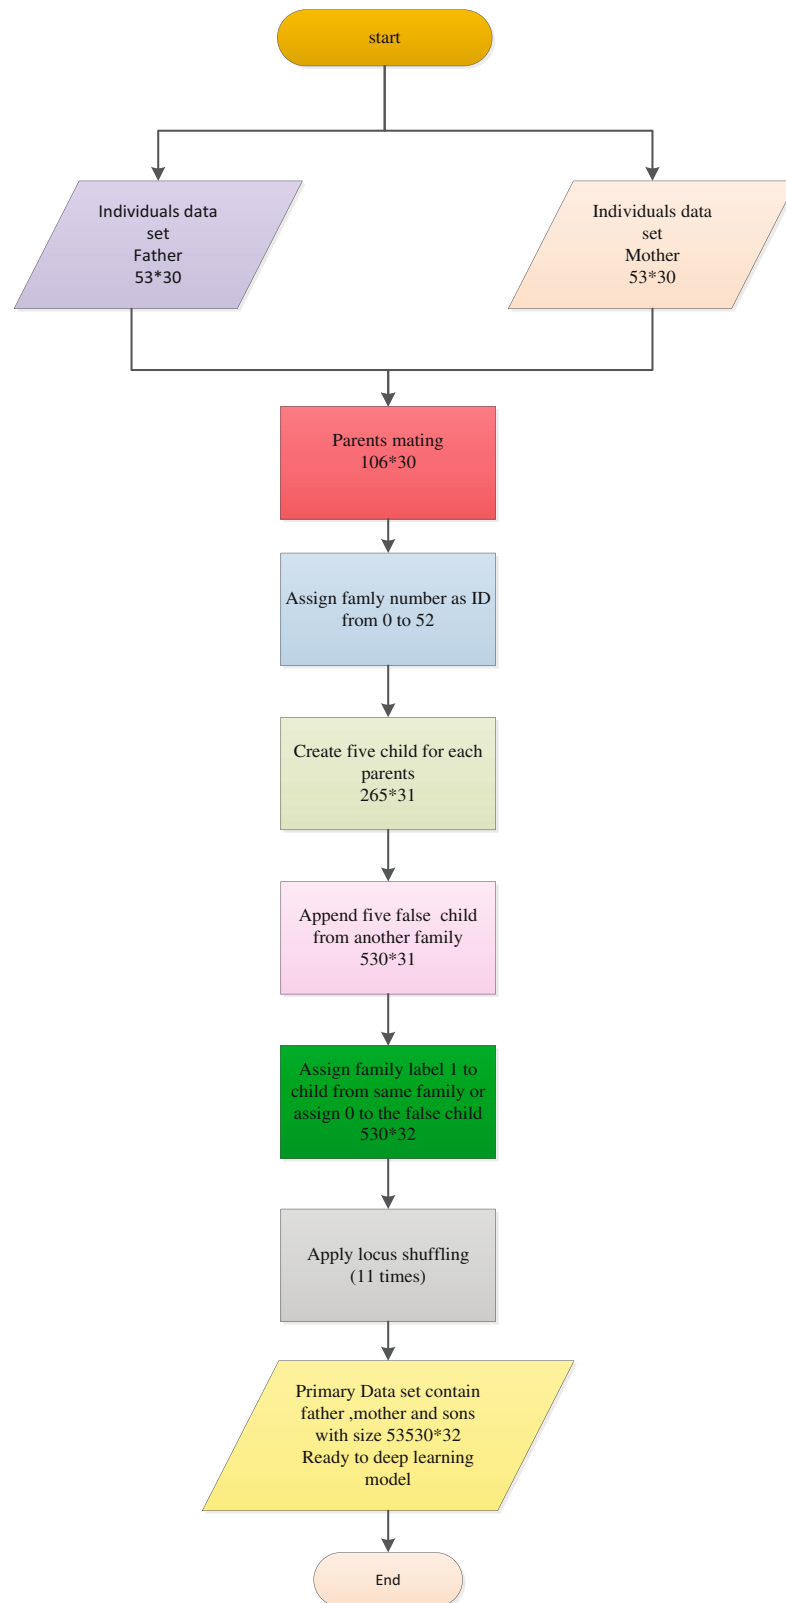 start
Individuals data
set
Father
53*30
Individuals data
set
Mother
53*30
Parents mating
106*30
Assign famly number as ID
from 0 to 52
Create five child for each
parents
265*31
Append five false child
from another family
530*31
Assign family label 1 to
child from same family or
assign 0 to the false child
530*32
Apply locus shuffling
(11 times)
Primary Data set contain
father ,mother and sons
with size 53530*32
Ready to deep learning
model
End